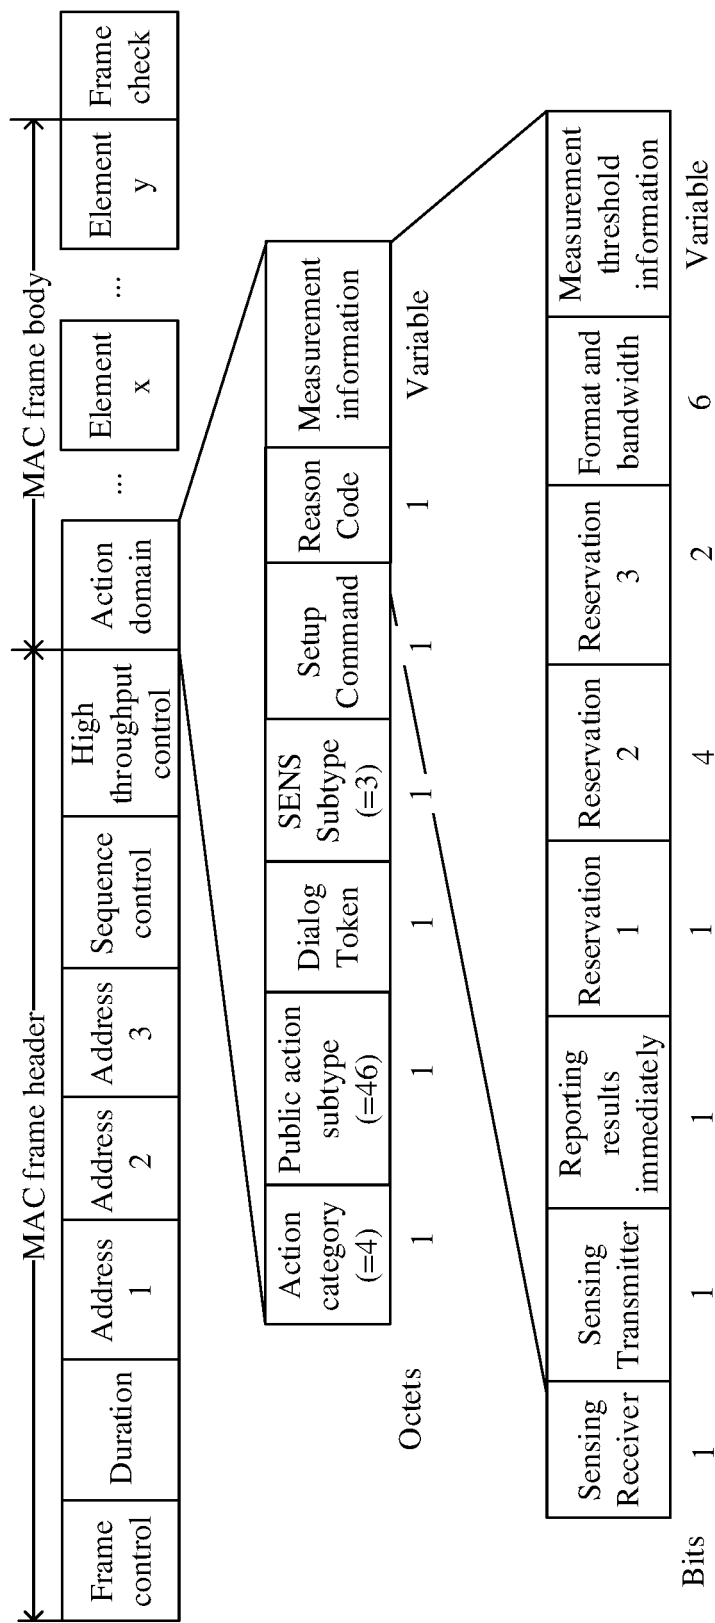 MAC frame header
MAC frame body
Frame
control
Duration
Address
1
Address
2
Address
3
Sequence
control
High
throughput
control
Action
domain
...
Element
x
...
Element
y
Frame
check
Action
category
(=4)
Public action
subtype
(=46)
Dialog
Token
SENS
Subtype
(=3)
Setup
Command
Reason
Code
Measurement
information
Octets
1
1
1
1
1
1
Variable
Sensing
Receiver
Sensing
Transmitter
Reporting
results
immediately
Reservation
1
Reservation
2
Reservation
3
Format and
bandwidth
Measurement
threshold
information
Bits
1
1
1
1
4
2
6
Variable